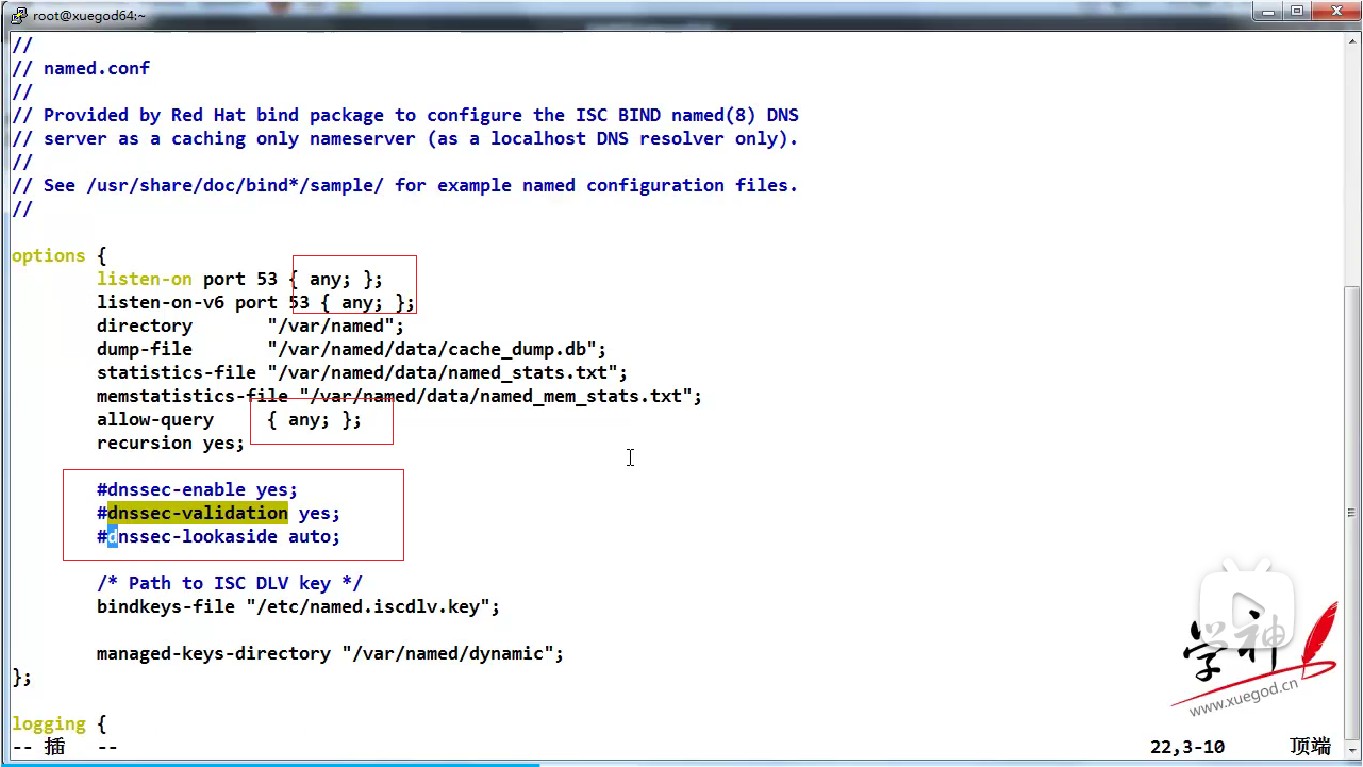 root@xuegod64:~
//
// named.conf
//
// Provided by Red Hat bind package to configure the ISC BIND named(8) DNS
// server as a caching only nameserver (as a localhost DNS resolver only).
//
// See /usr/share/doc/bind*/sample/ for example named configuration files.
//
options {
listen-on port 53 { any; };
listen-on-v6 port 53 { any; };
directory "/var/named";
dump-file "/var/named/data/cache_dump.db";
statistics-file "/var/named/data/named_stats.txt";
memstatistics-file "/var/named/data/named_mem_stats.txt";
allow-query { any; };
recursion yes;
#dnssec-enable yes;
#dnssec-validation yes;
#dnssec-lookaside auto;
/* Path to ISC DLV key */
bindkeys-file "/etc/named.iscdlv.key";
managed-keys-directory "/var/named/dynamic";
};
logging {
-- 插 --
22,3-10 顶端
学神
www.xuegod.cn